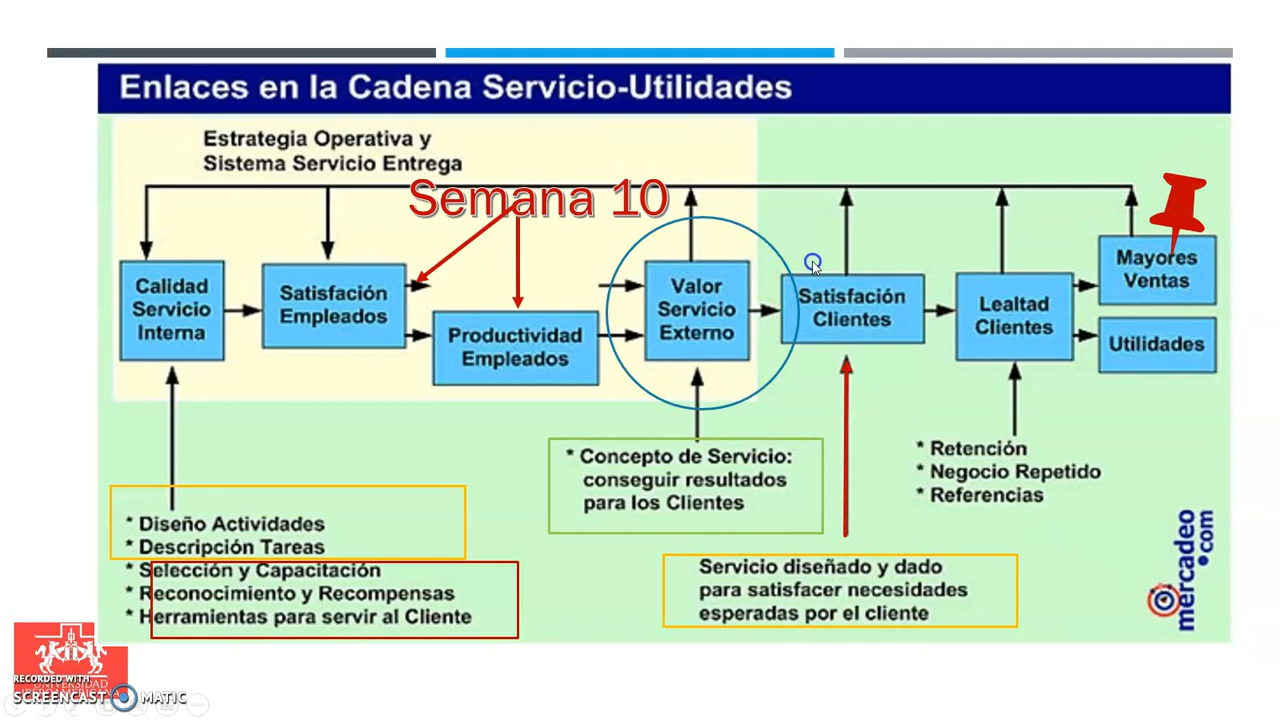 Enlaces en la Cadena Servicio-Utilidades
Estrategia Operativa y
Sistema Servicio Entrega
Semana 10
Calidad
Servicio
Interna
Satisfación
Empleados
Productividad
Empleados
Valor
Servicio
Externo
Satisfación
Clientes
Lealtad
Clientes
Mayores
Ventas
Utilidades
* Concepto de Servicio:
conseguir resultados
para los Clientes
* Retención
* Negocio Repetido
* Referencias
* Diseño Actividades
* Descripción Tareas
* Selección y Capacitación
* Reconocimiento y Recompensas
* Herramientas para servir al Cliente
Servicio diseñado y dado
para satisfacer necesidades
esperadas por el cliente
mercadeo
.com
RECORDED WITH
SCREENCAST MATIC
UNIVERSIDAD
IBEROAMERICANA